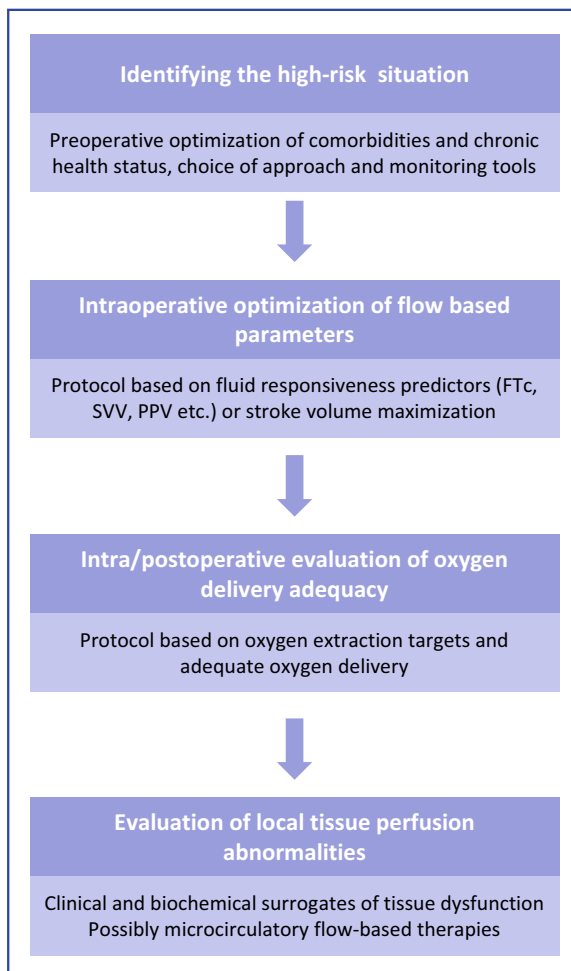 Identifying the high-risk situation
Preoperative optimization of comorbidities and chronic
health status, choice of approach and monitoring tools
Intraoperative optimization of flow based
parameters
Protocol based on fluid responsiveness predictors (FTc,
SVV, PPV etc.) or stroke volume maximization
Intra/postoperative evaluation of oxygen
delivery adequacy
Protocol based on oxygen extraction targets and
adequate oxygen delivery
Evaluation of local tissue perfusion
abnormalities
Clinical and biochemical surrogates of tissue dysfunction
Possibly microcirculatory flow-based therapies